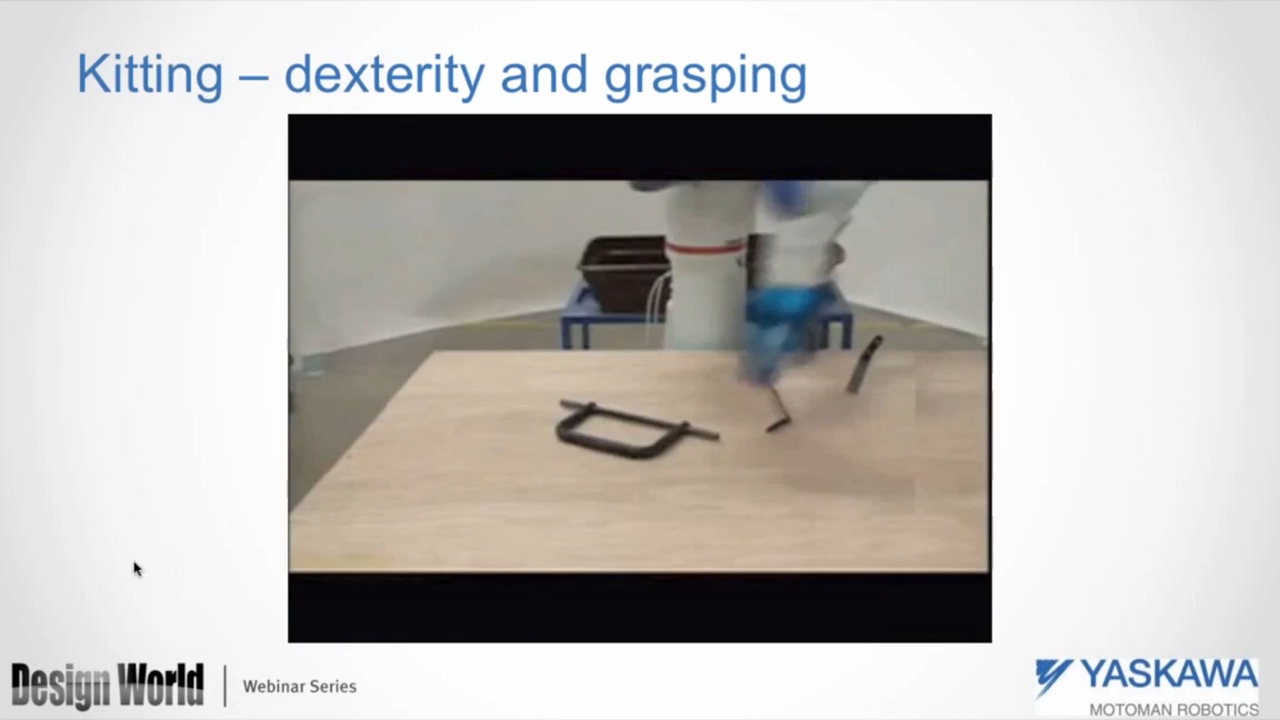 Kitting – dexterity and grasping
Design World
Webinar Series
YASKAWA
MOTOMAN ROBOTICS